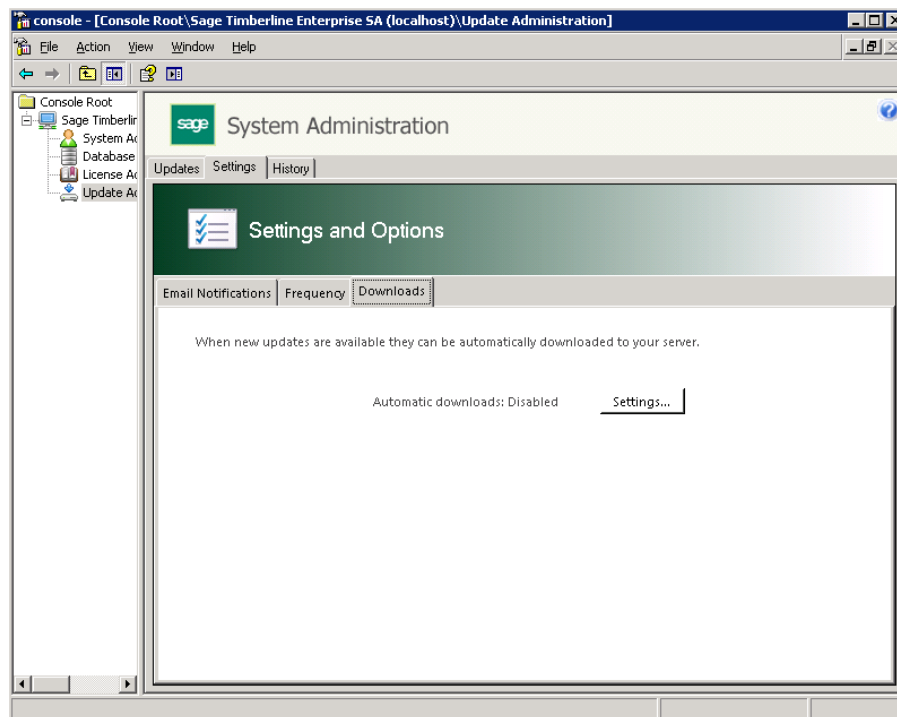 console - [Console Root\Sage Timberline Enterprise SA (localhost)\Update Administration]
File Action View Window Help
Console Root
Sage Timberlin
System Ac
Database
License Ac
Update Ac
sage System Administration
Updates Settings History
Settings and Options
Email Notifications Frequency Downloads
When new updates are available they can be automatically downloaded to your server.
Automatic downloads: Disabled Settings...